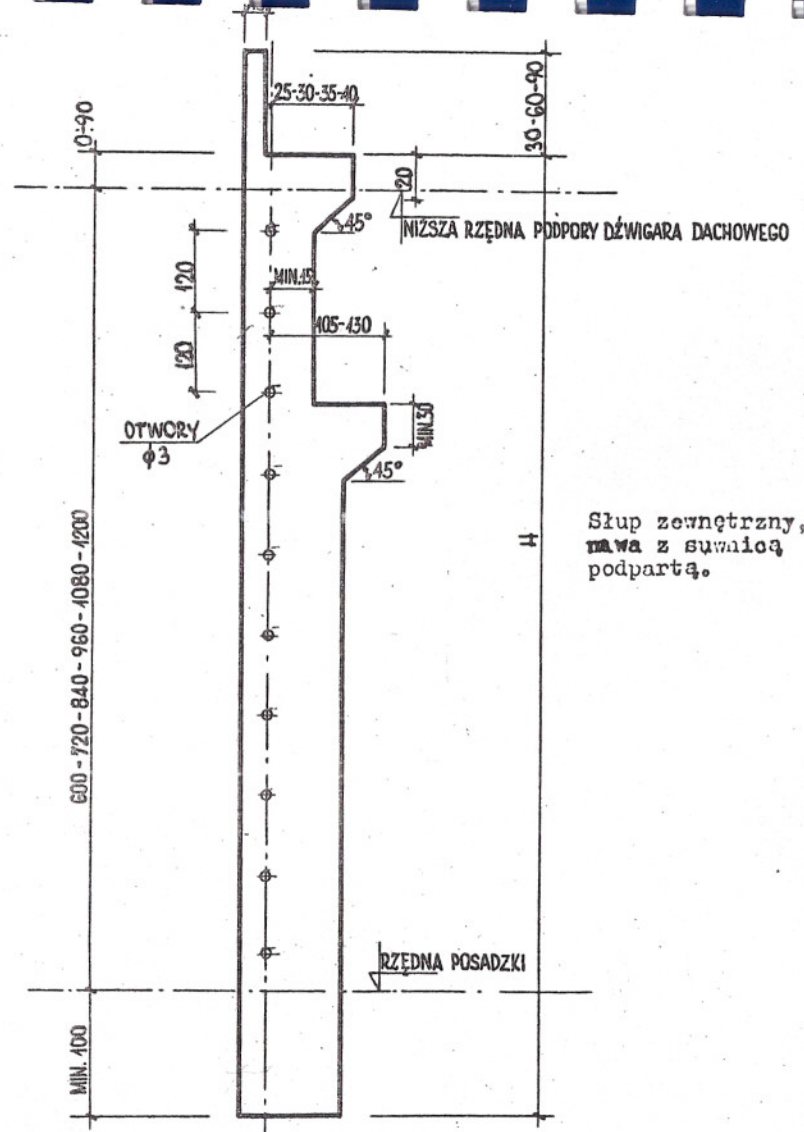 25-30-35-40
30-60-90
10-90
20
45°
NIŻSZA RZĘDNA PODPORY DŹWIGARA DACHOWEGO
120
MIN.15
120
105-130
OTWORY
φ3
MIN.30
45°
Słup zewnętrzny,
nawa z suwnicą
podpartą.
H
600-720-840-960-1080-1200
RZĘDNA POSADZKI
MIN.100